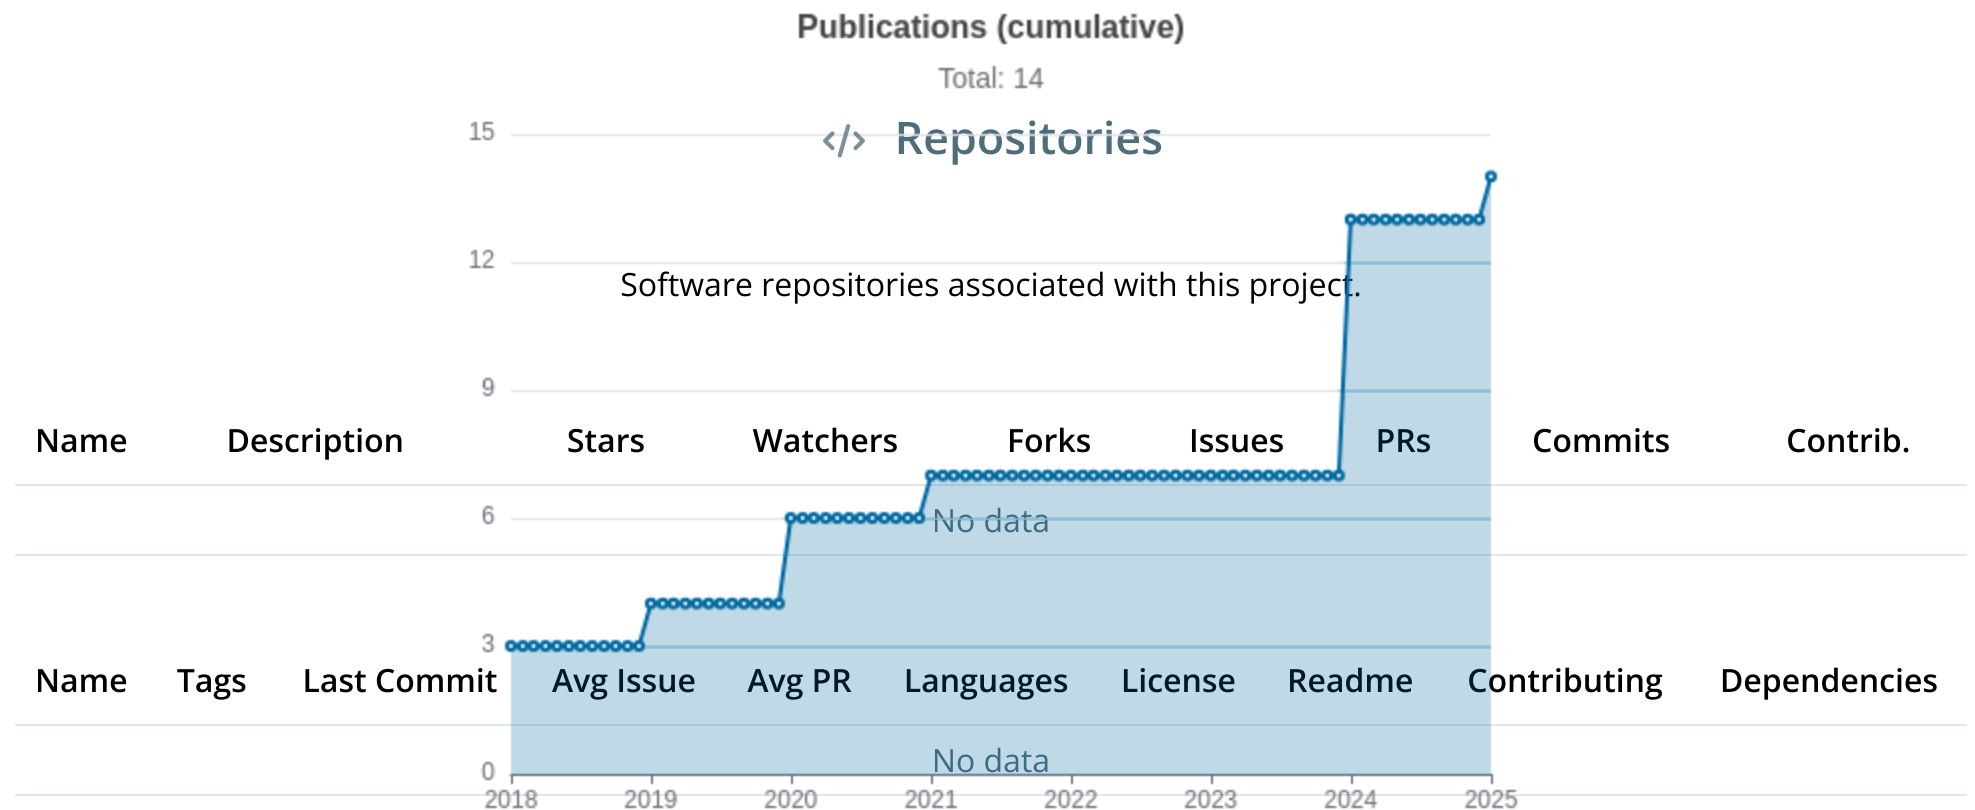 Publications (cumulative)
Total: 14
15
Repositories
12
Software repositories associated with this project.
9
Name Description Stars Watchers Forks Issues PRs Commits Contrib.
6
No data
3
Name Tags Last Commit Avg Issue Avg PR Languages License Readme Contributing Dependencies
No data
0
2018 2019 2020 2021 2022 2023 2024 2025